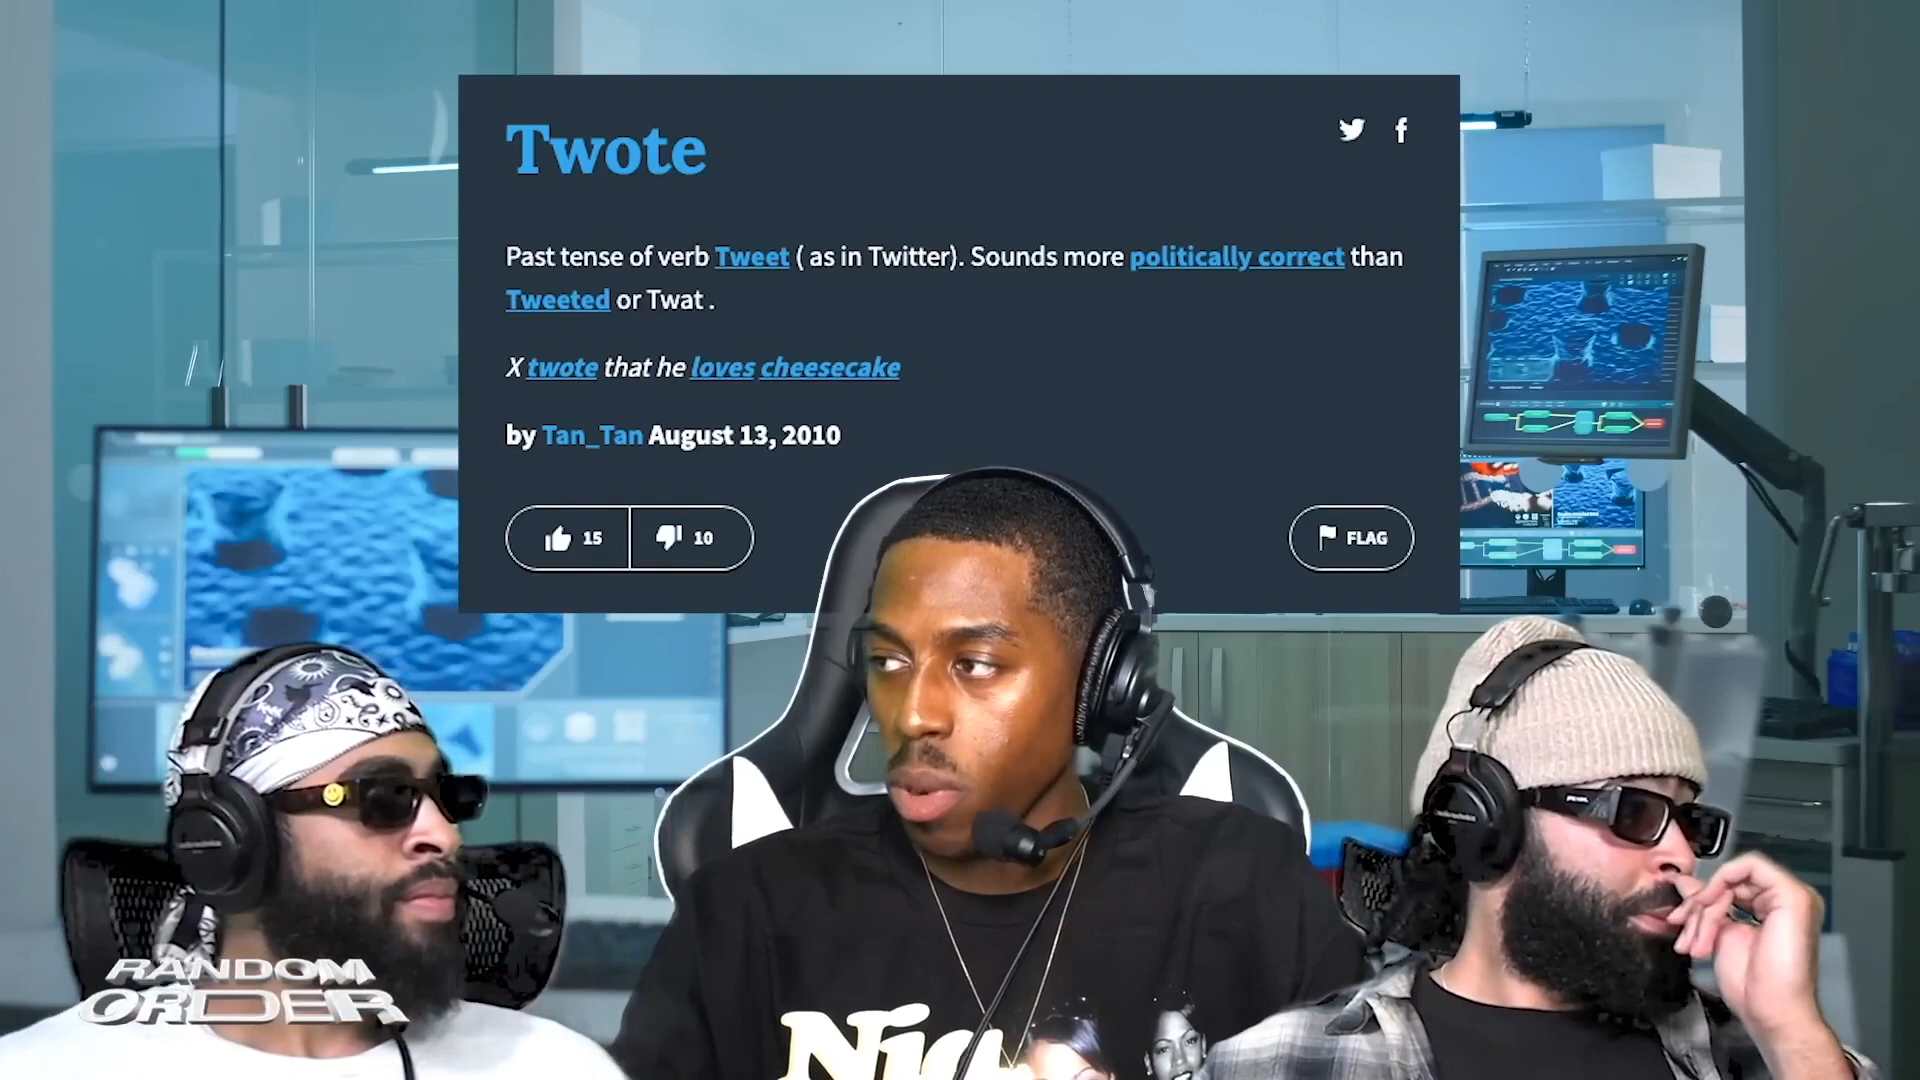 Twote
Past tense of verb Tweet ( as in Twitter). Sounds more politically correct than
Tweeted or Twat .
X twote that he loves cheesecake
by Tan_Tan August 13, 2010
15
10
FLAG
RANDOM
ORDER